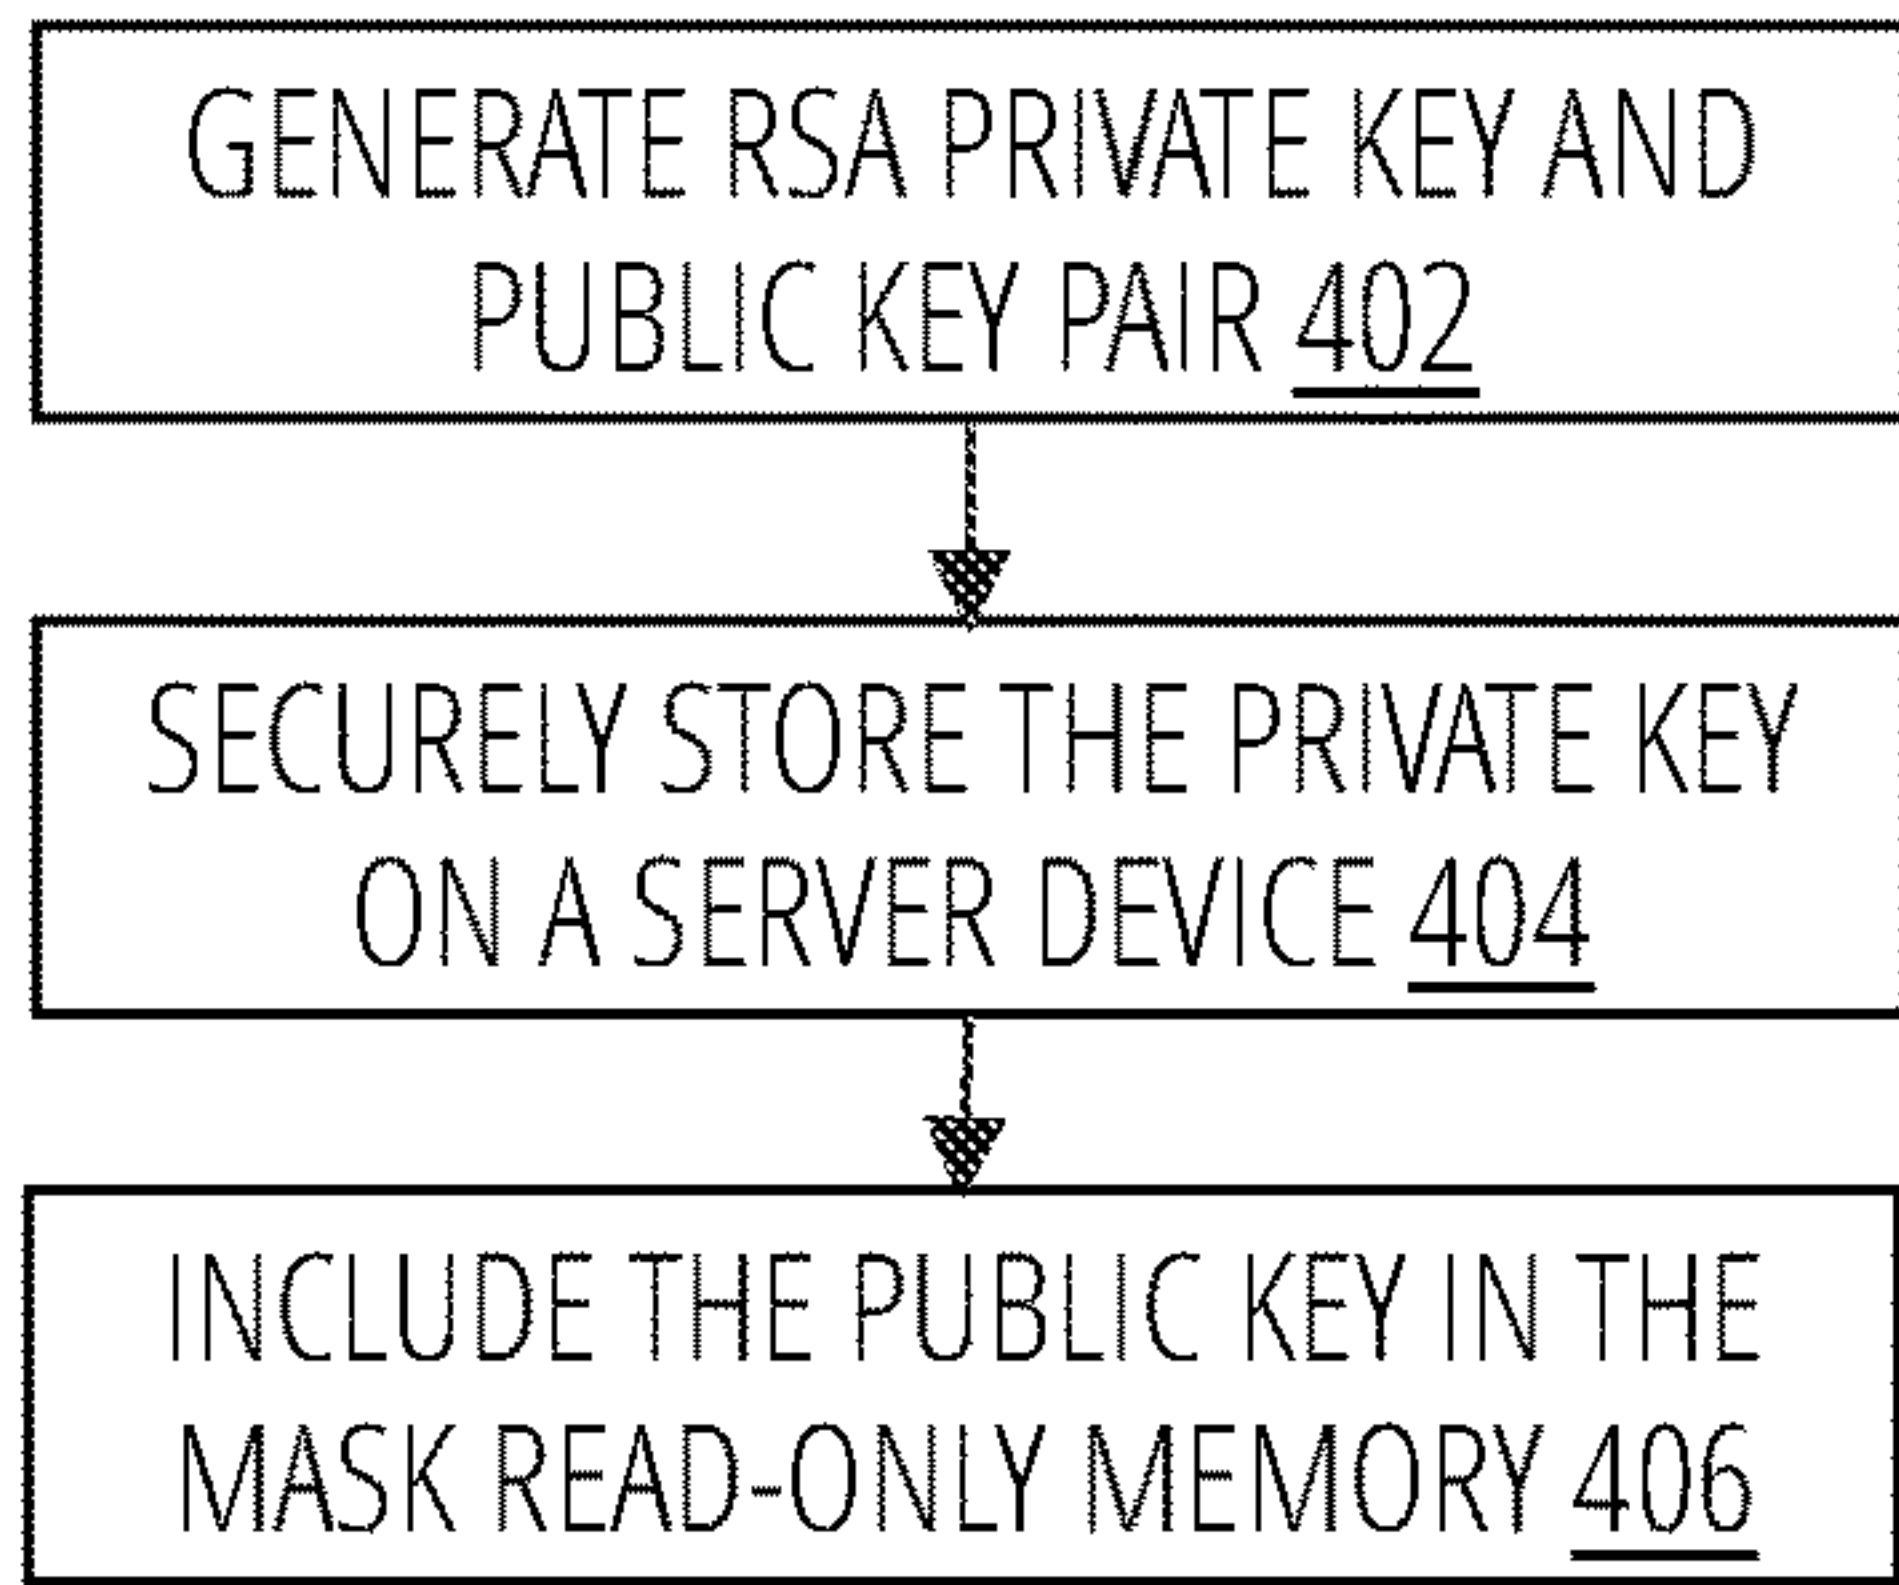 GENERATE RSA PRIVATE KEY AND
PUBLIC KEY PAIR 402
SECURELY STORE THE PRIVATE KEY
ON A SERVER DEVICE 404
INCLUDE THE PUBLIC KEY IN THE
MASK READ-ONLY MEMORY 406